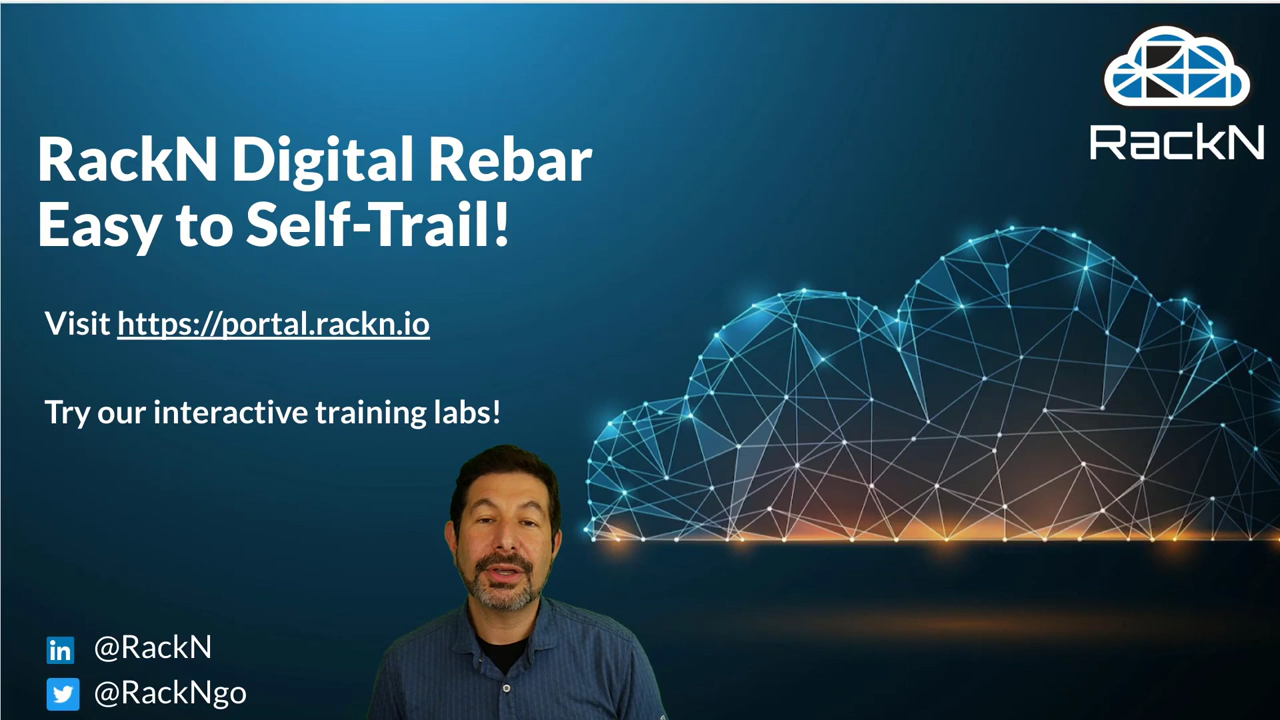 RackN
RackN Digital Rebar
Easy to Self-Trail!
Visit https://portal.rackn.io
Try our interactive training labs!
in @RackN
@RackNgo